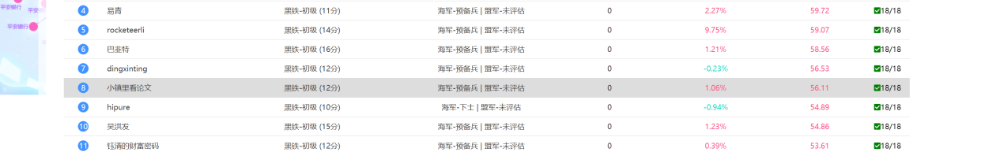 平安银行
平安
平安银行
4 易青 黑铁-初级 (11分) 海军-预备兵 | 盟军-未评估 0 2.27% 59.72 18/18
5 rocketeerli 黑铁-初级 (14分) 海军-预备兵 | 盟军-未评估 0 9.75% 59.07 18/18
6 巴韭特 黑铁-初级 (16分) 海军-预备兵 | 盟军-未评估 0 1.21% 58.56 18/18
7 dingxinting 黑铁-初级 (12分) 海军-预备兵 | 盟军-未评估 0 -0.23% 56.53 18/18
8 小镇里看论文 黑铁-初级 (12分) 海军-预备兵 | 盟军-未评估 0 1.06% 56.11 18/18
9 hipure 黑铁-初级 (10分) 海军-下士 | 盟军-未评估 0 -0.94% 54.89 18/18
10 吴洪发 黑铁-初级 (15分) 海军-预备兵 | 盟军-未评估 0 1.23% 54.86 18/18
11 钰清的财富密码 黑铁-初级 (12分) 海军-预备兵 | 盟军-未评估 0 0.39% 53.61 18/18